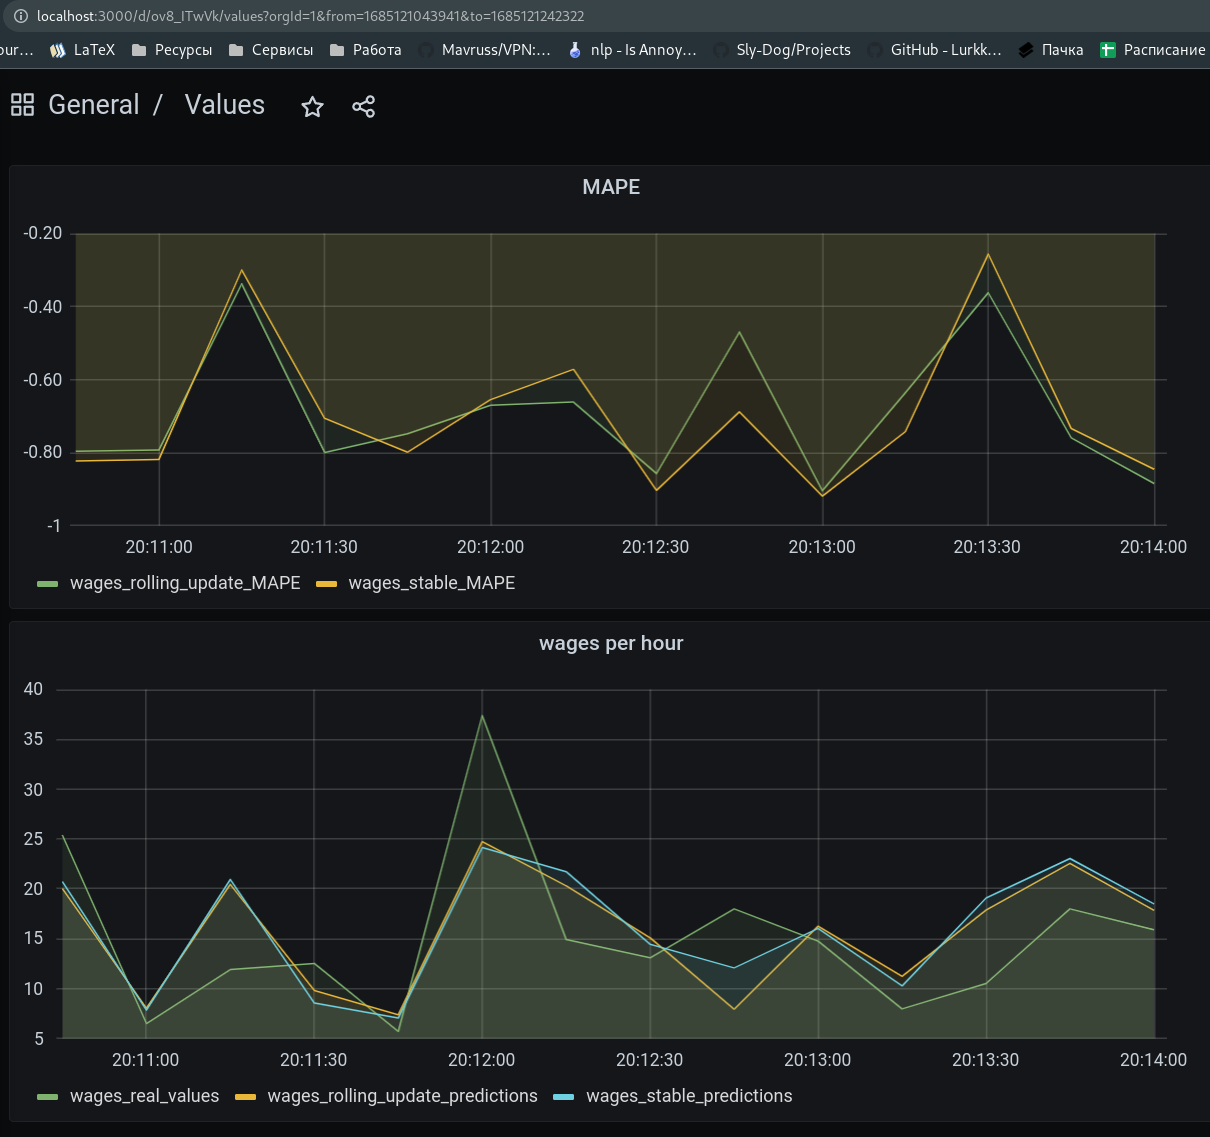 localhost:3000/d/ov8_ITwVk/values?orgId=1&from=1685121043941&to=1685121242322
our... LaTeX Ресурсы Сервисы Работа Mavruss/VPN:... nlp - Is Annoy... Sly-Dog/Projects GitHub - Lurkk... Пачка Расписание
General / Values
MAPE
-0.20
-0.40
-0.60
-0.80
-1
20:11:00 20:11:30 20:12:00 20:12:30 20:13:00 20:13:30 20:14:00
wages_rolling_update_MAPE wages_stable_MAPE
wages per hour
40
35
30
25
20
15
10
5
20:11:00 20:11:30 20:12:00 20:12:30 20:13:00 20:13:30 20:14:00
wages_real_values wages_rolling_update_predictions wages_stable_predictions